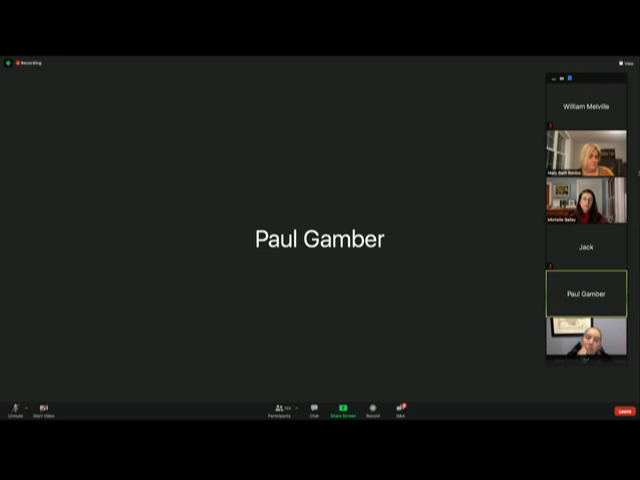 Recording
View
William Melville
Mary Beth
Michelle Bailey
Jack
Paul Gamber
Paul Gamber
Unmute
Start Video
Participants
Chat
Share Screen
Record
Q&A
Leave